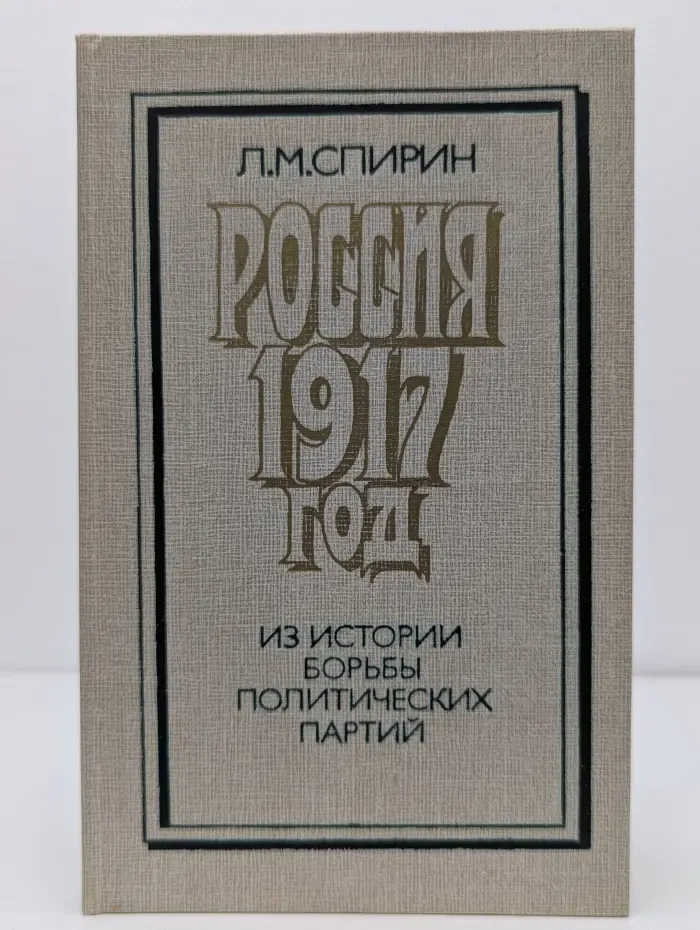 Л.М.СПИРИН
РОССИЯ
1917
ГОД
ИЗ ИСТОРИИ
БОРЬБЫ
ПОЛИТИЧЕСКИХ
ПАРТИЙ